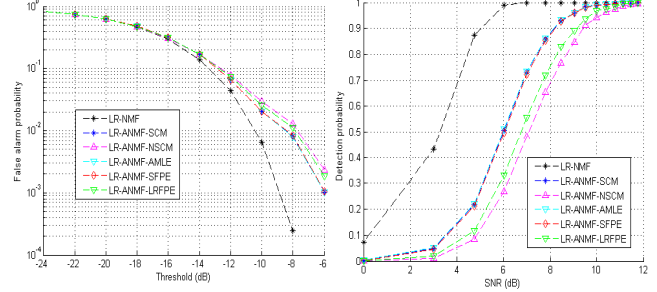 10^0
10^-1
10^-2
10^-3
10^-4
False alarm probability
LR-NMF
LR-ANMF-SCM
LR-ANMF-NSCM
LR-ANMF-AMLE
LR-ANMF-SFPE
LR-ANMF-LRFPE
-24 -22 -20 -18 -16 -14 -12 -10 -8 -6
Threshold (dB)
1
0.9
0.8
0.7
0.6
0.5
0.4
0.3
0.2
0.1
0
Detection probability
LR-NMF
LR-ANMF-SCM
LR-ANMF-NSCM
LR-ANMF-AMLE
LR-ANMF-SFPE
LR-ANMF-LRFPE
0 2 4 6 8 10 12
SNR (dB)